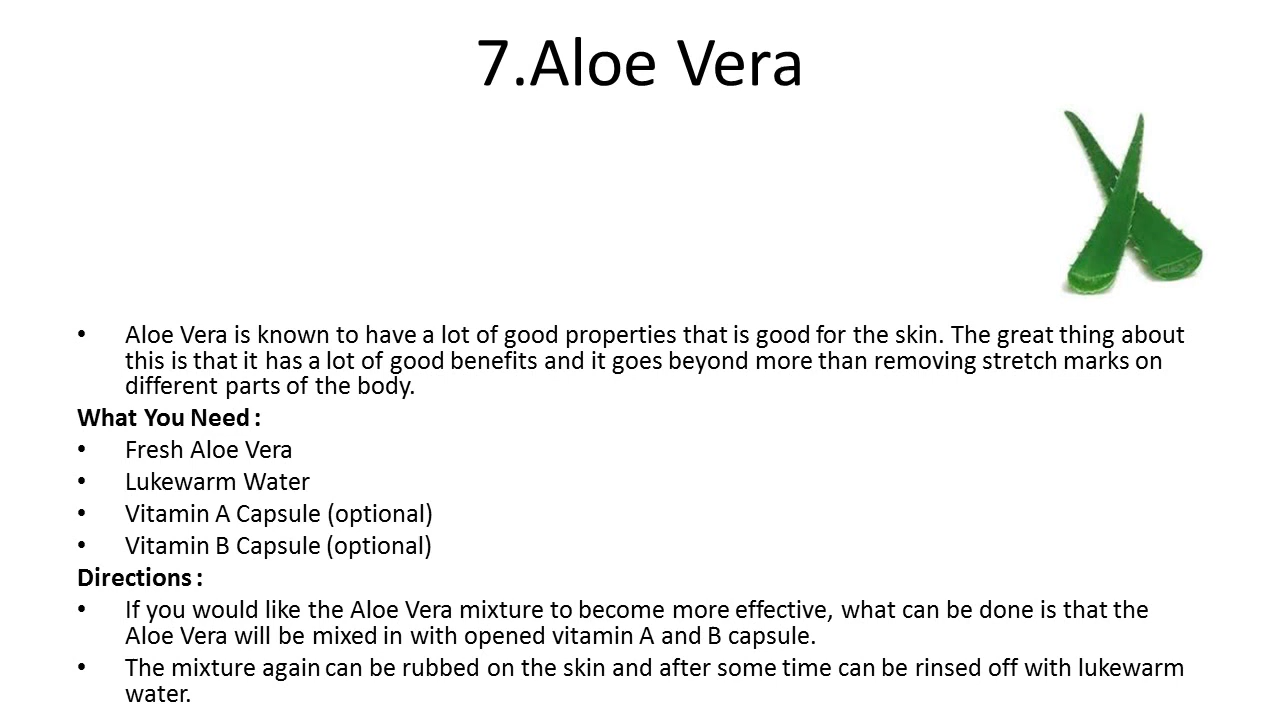 7.Aloe Vera
• Aloe Vera is known to have a lot of good properties that is good for the skin. The great thing about
this is that it has a lot of good benefits and it goes beyond more than removing stretch marks on
different parts of the body.
What You Need :
• Fresh Aloe Vera
• Lukewarm Water
• Vitamin A Capsule (optional)
• Vitamin B Capsule (optional)
Directions :
• If you would like the Aloe Vera mixture to become more effective, what can be done is that the
Aloe Vera will be mixed in with opened vitamin A and B capsule.
• The mixture again can be rubbed on the skin and after some time can be rinsed off with lukewarm
water.